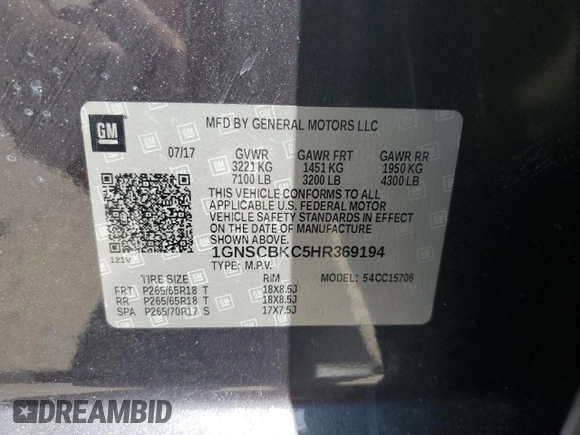 GM
MFD BY GENERAL MOTORS LLC
07/17 GVWR GAWR FRT GAWR RR
3221 KG 1451 KG 1950 KG
7100 LB 3200 LB 4300 LB
THIS VEHICLE CONFORMS TO ALL
APPLICABLE U.S. FEDERAL MOTOR
VEHICLE SAFETY STANDARDS IN EFFECT
ON THE DATE OF MANUFACTURE
1GNSCBKC5HR369194
121V TYPE: M.P.V.
TIRE SIZE RIM MODEL: 54CC15706
FRT P265/65R18 T 18X8.5J
RR P265/65R18 T 18X8.5J
SPA P265/70R17 S 17X7.5J
DREAMBID